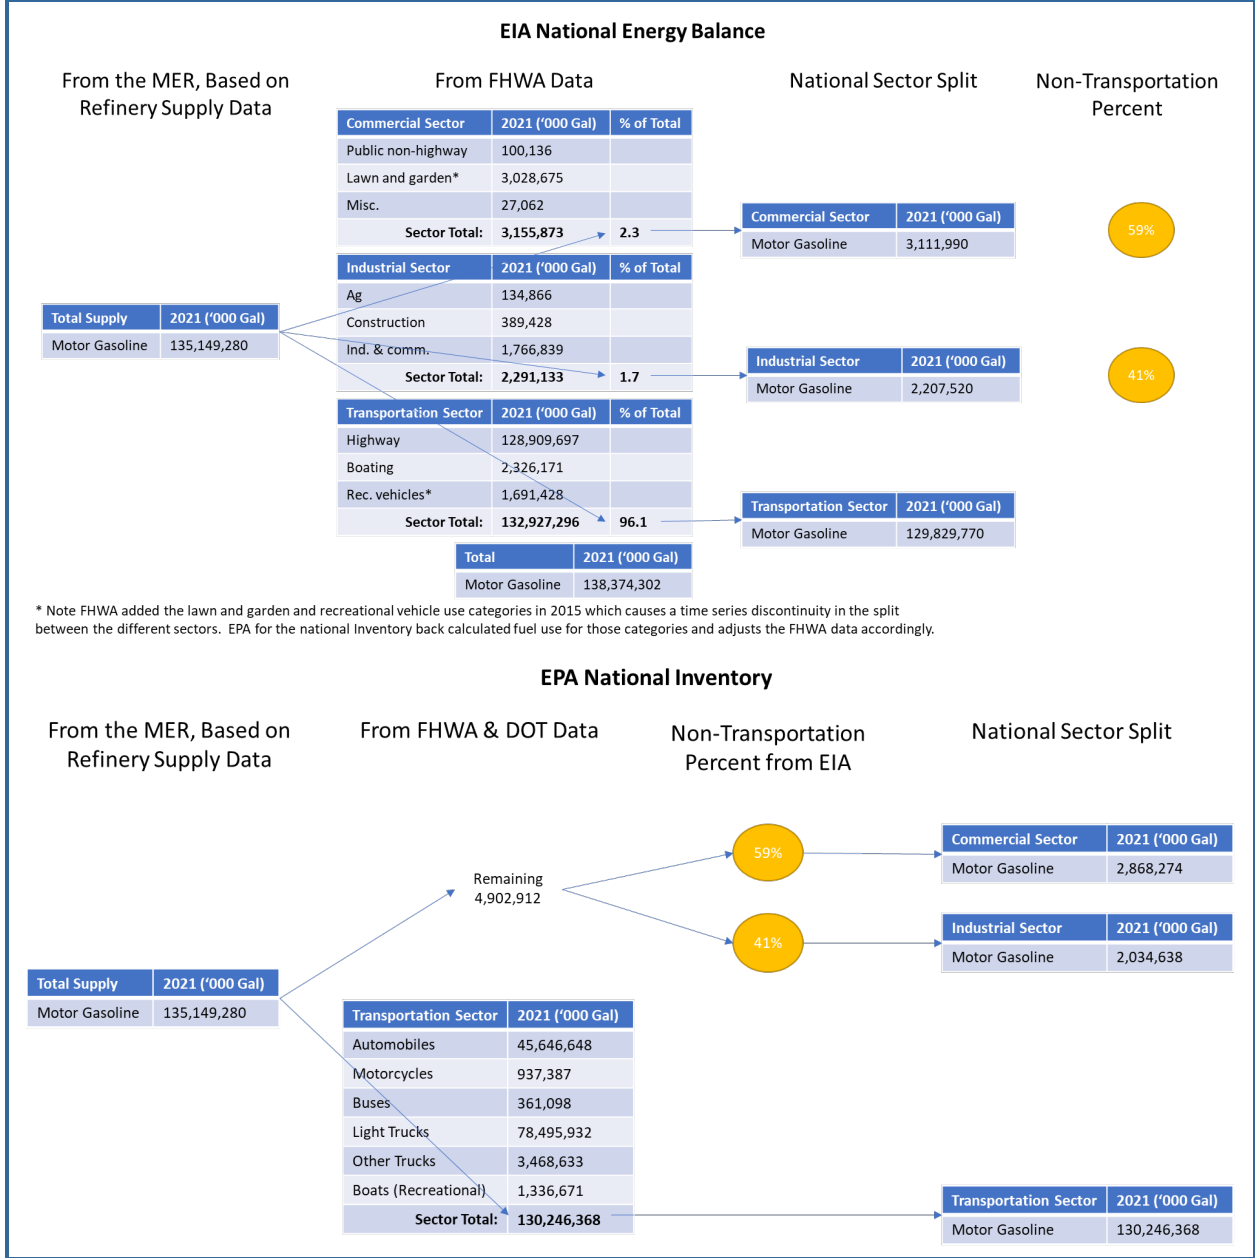 EIA National Energy Balance
From the MER, Based on
Refinery Supply Data
From FHWA Data
National Sector Split
Non-Transportation
Percent
Commercial Sector 2021 (‘000 Gal) % of Total
Public non-highway 100,136
Lawn and garden* 3,028,675
Misc. 27,062
Sector Total: 3,155,873 2.3
Commercial Sector 2021 (‘000 Gal)
Motor Gasoline 3,111,990
59%
Industrial Sector 2021 (‘000 Gal) % of Total
Ag 134,866
Construction 389,428
Ind. & comm. 1,766,839
Sector Total: 2,291,133 1.7
Total Supply 2021 (‘000 Gal)
Motor Gasoline 135,149,280
Industrial Sector 2021 (‘000 Gal)
Motor Gasoline 2,207,520
41%
Transportation Sector 2021 (‘000 Gal) % of Total
Highway 128,909,697
Boating 2,326,171
Rec. vehicles* 1,691,428
Sector Total: 132,927,296 96.1
Transportation Sector 2021 (‘000 Gal)
Motor Gasoline 129,829,770
Total 2021 (‘000 Gal)
Motor Gasoline 138,374,302
* Note FHWA added the lawn and garden and recreational vehicle use categories in 2015 which causes a time series discontinuity in the split
between the different sectors. EPA for the national Inventory back calculated fuel use for those categories and adjusts the FHWA data accordingly.
EPA National Inventory
From the MER, Based on
Refinery Supply Data
From FHWA & DOT Data
Non-Transportation
Percent from EIA
National Sector Split
Remaining
4,902,912
59%
Commercial Sector 2021 (‘000 Gal)
Motor Gasoline 2,868,274
41%
Industrial Sector 2021 (‘000 Gal)
Motor Gasoline 2,034,638
Total Supply 2021 (‘000 Gal)
Motor Gasoline 135,149,280
Transportation Sector 2021 (‘000 Gal)
Automobiles 45,646,648
Motorcycles 937,387
Buses 361,098
Light Trucks 78,495,932
Other Trucks 3,468,633
Boats (Recreational) 1,336,671
Sector Total: 130,246,368
Transportation Sector 2021 (‘000 Gal)
Motor Gasoline 130,246,368